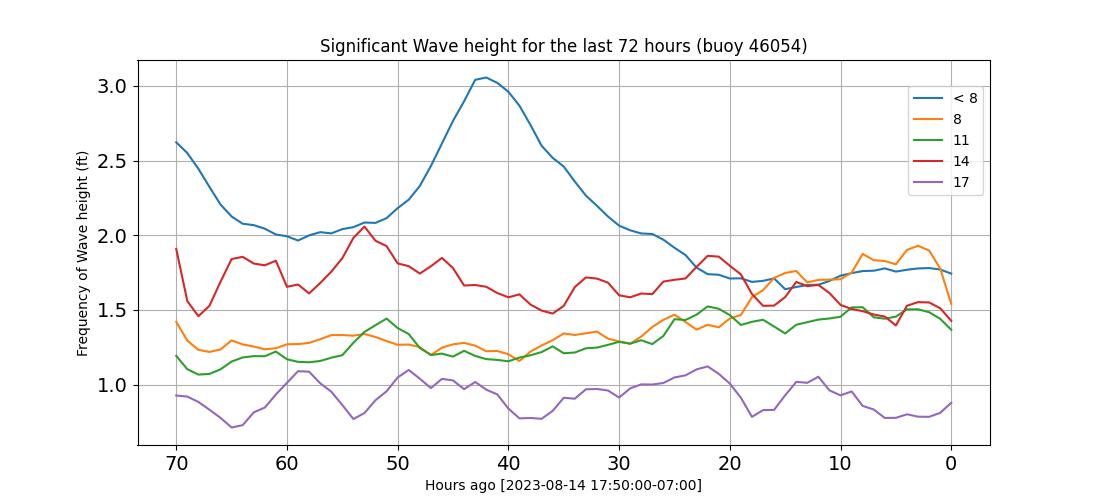 Significant Wave height for the last 72 hours (buoy 46054)
Frequency of Wave height (ft)
3.0
2.5
2.0
1.5
1.0
< 8
8
11
14
17
70 60 50 40 30 20 10 0
Hours ago [2023-08-14 17:50:00-07:00]